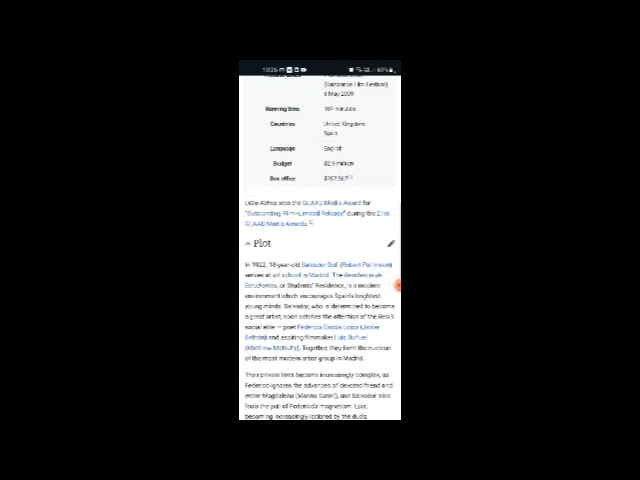 (Raindance Film Festival)
8 May 2009
Running time
Countries United Kingdom
Spain
Language English
Budget $2.9 million
Box office
Little Ashes won the GLAAD Media Award for
"Outstanding Film–Limited Release" during the 21st
GLAAD Media Awards.
Plot
In 1922, 18-year-old Salvador Dalí (Robert Pattinson)
arrives at art school in Madrid. The Residencia de
Estudiantes, or Students' Residence, is a modern
environment which encourages Spain's brightest
young minds. Salvador, who is determined to become
a great artist, soon catches the attention of the Resi's
social elite — poet Federico García Lorca (Javier
Beltrán) and aspiring filmmaker Luis Buñuel
(Matthew McNulty). Together, they form the nucleus
of the most modern artist group in Madrid.
Their private lives become increasingly complex, as
Federico ignores the advances of devoted friend and
writer Magdalena (Marina Gatell), and Salvador also
feels the pull of Federico's magnetism. Luis,
becoming increasingly isolated by the duo's